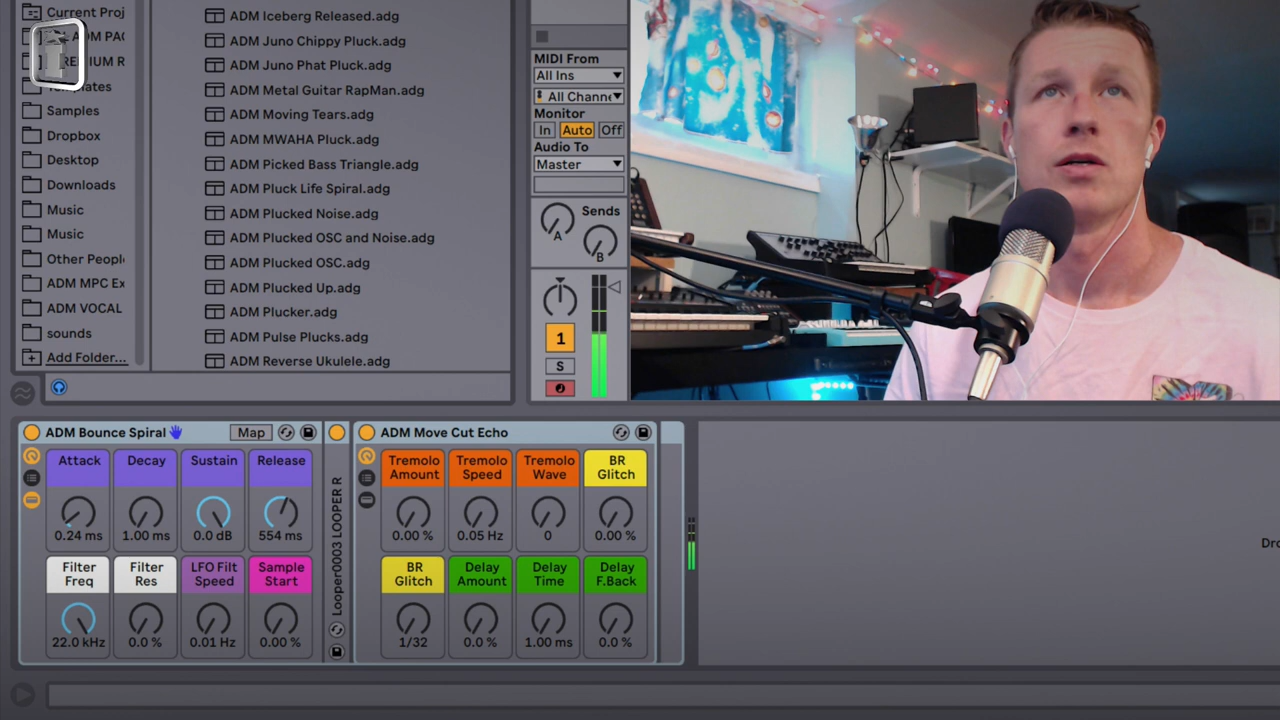 Current Proj
ADM PAC
EMIUM R
plates
Samples
Dropbox
Desktop
Downloads
Music
Music
Other People
ADM MPC Ex
ADM VOCAL
sounds
Add Folder...
ADM Iceberg Released.adg
ADM Juno Chippy Pluck.adg
ADM Juno Phat Pluck.adg
ADM Metal Guitar RapMan.adg
ADM Moving Tears.adg
ADM MWAHA Pluck.adg
ADM Picked Bass Triangle.adg
ADM Pluck Life Spiral.adg
ADM Plucked Noise.adg
ADM Plucked OSC and Noise.adg
ADM Plucked OSC.adg
ADM Plucked Up.adg
ADM Plucker.adg
ADM Pulse Plucks.adg
ADM Reverse Ukulele.adg
MIDI From
All Ins
All Channe
Monitor
In Auto Off
Audio To
Master
Sends
A
B
1
S
ADM Bounce Spiral Map
Attack Decay Sustain Release
0.24 ms 1.00 ms 0.0 dB 554 ms
Filter Freq
Filter Res
LFO Filt Speed
Sample Start
22.0 kHz 0.0 % 0.01 Hz 0.00 %
Looper0003 LOOPER R
ADM Move Cut Echo
Tremolo Amount
Tremolo Speed
Tremolo Wave
BR Glitch
0.00 % 0.05 Hz 0 0.00 %
BR Glitch
Delay Amount
Delay Time
Delay F.Back
1/32 0.0 % 1.00 ms 0.0 %
Dro